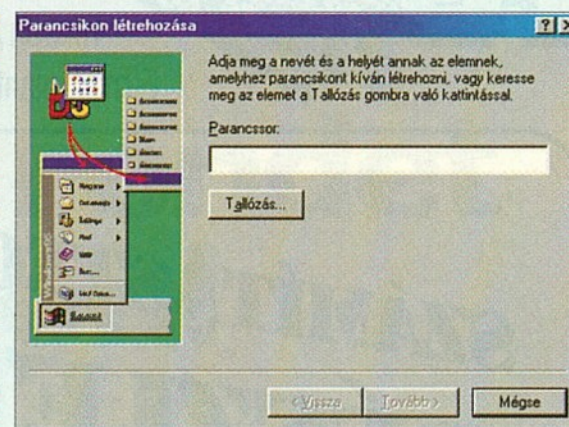 Parancsikon létrehozása
Adja meg a nevét és a helyét annak az elemnek,
amelyhez parancsikont kíván létrehozni, vagy keresse
meg az elemet a Tallózás gombra való kattintással.
Parancssor:
Tallózás...
< Vissza
Tovább >
Mégse